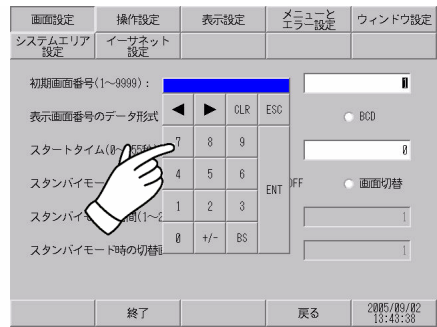 画面設定 操作設定 表示設定 メニューと
エラー設定 ウィンドウ設定
システムエリア
設定 イーサネット
設定
初期画面番号(1～9999): 1
◀ ▶ CLR ESC
表示画面番号のデータ形式 BCD
7 8 9
スタートタイム(0～255 0
4 5 6 ENT
スタンバイモー OFF 画面切替
1 2 3
スタンバイモ 間(1～2 1
0 +/- BS
スタンバイモード時の切替画 1
終了 戻る 2005/09/02
13:43:38